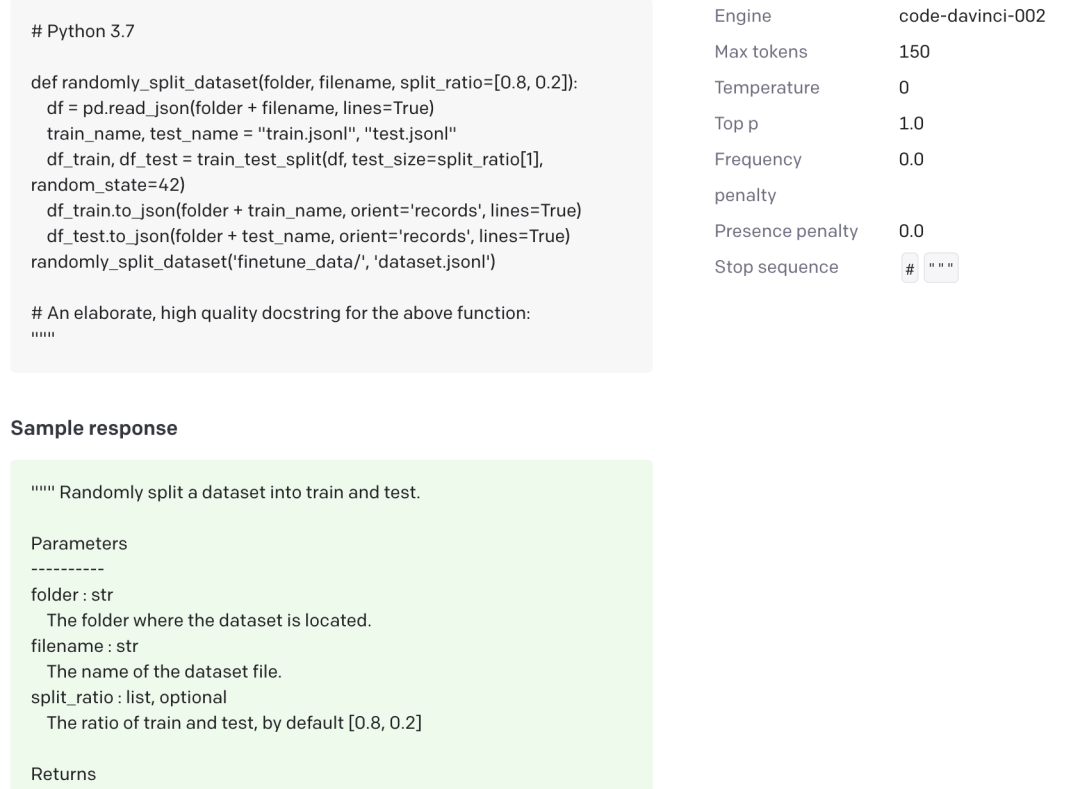 # Python 3.7
def randomly_split_dataset(folder, filename, split_ratio=[0.8, 0.2]):
    df = pd.read_json(folder + filename, lines=True)
    train_name, test_name = "train.jsonl", "test.jsonl"
    df_train, df_test = train_test_split(df, test_size=split_ratio[1],
random_state=42)
    df_train.to_json(folder + train_name, orient='records', lines=True)
    df_test.to_json(folder + test_name, orient='records', lines=True)
randomly_split_dataset('finetune_data/', 'dataset.jsonl')
# An elaborate, high quality docstring for the above function:
"""
Engine code-davinci-002
Max tokens 150
Temperature 0
Top p 1.0
Frequency 0.0
penalty
Presence penalty 0.0
Stop sequence # """
Sample response
""" Randomly split a dataset into train and test.
Parameters
----------
folder : str
    The folder where the dataset is located.
filename : str
    The name of the dataset file.
split_ratio : list, optional
    The ratio of train and test, by default [0.8, 0.2]
Returns